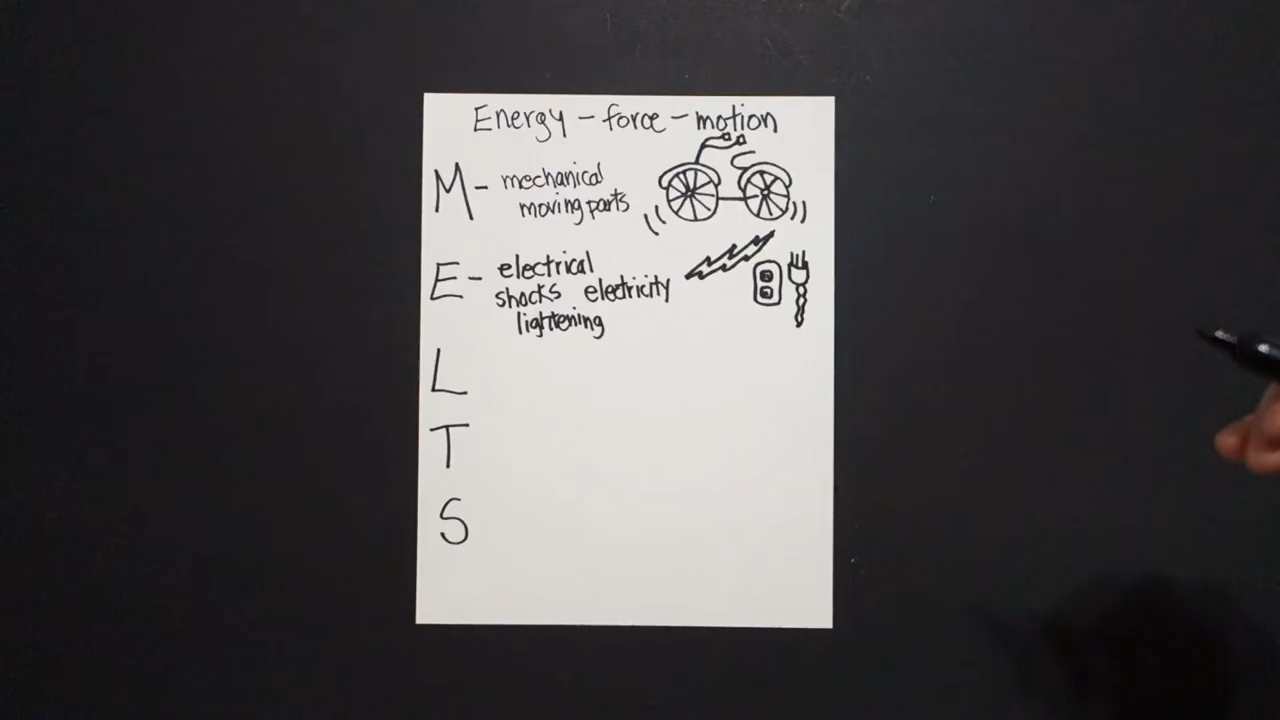 Energy - force - motion
M - mechanical
moving parts
E - electrical
shocks electricity
lightening
L
T
S